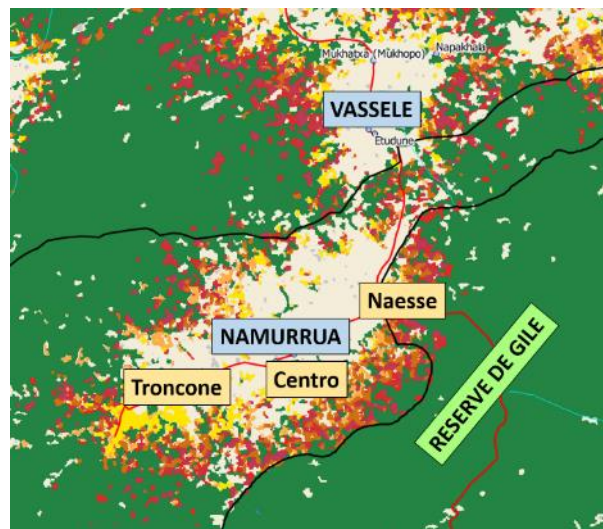 Mukhatxa (Mukhopo)
Napakhala
VASSELE
Etudune
Naesse
NAMURRUA
Centro
Troncone
RESERVE DE GILE